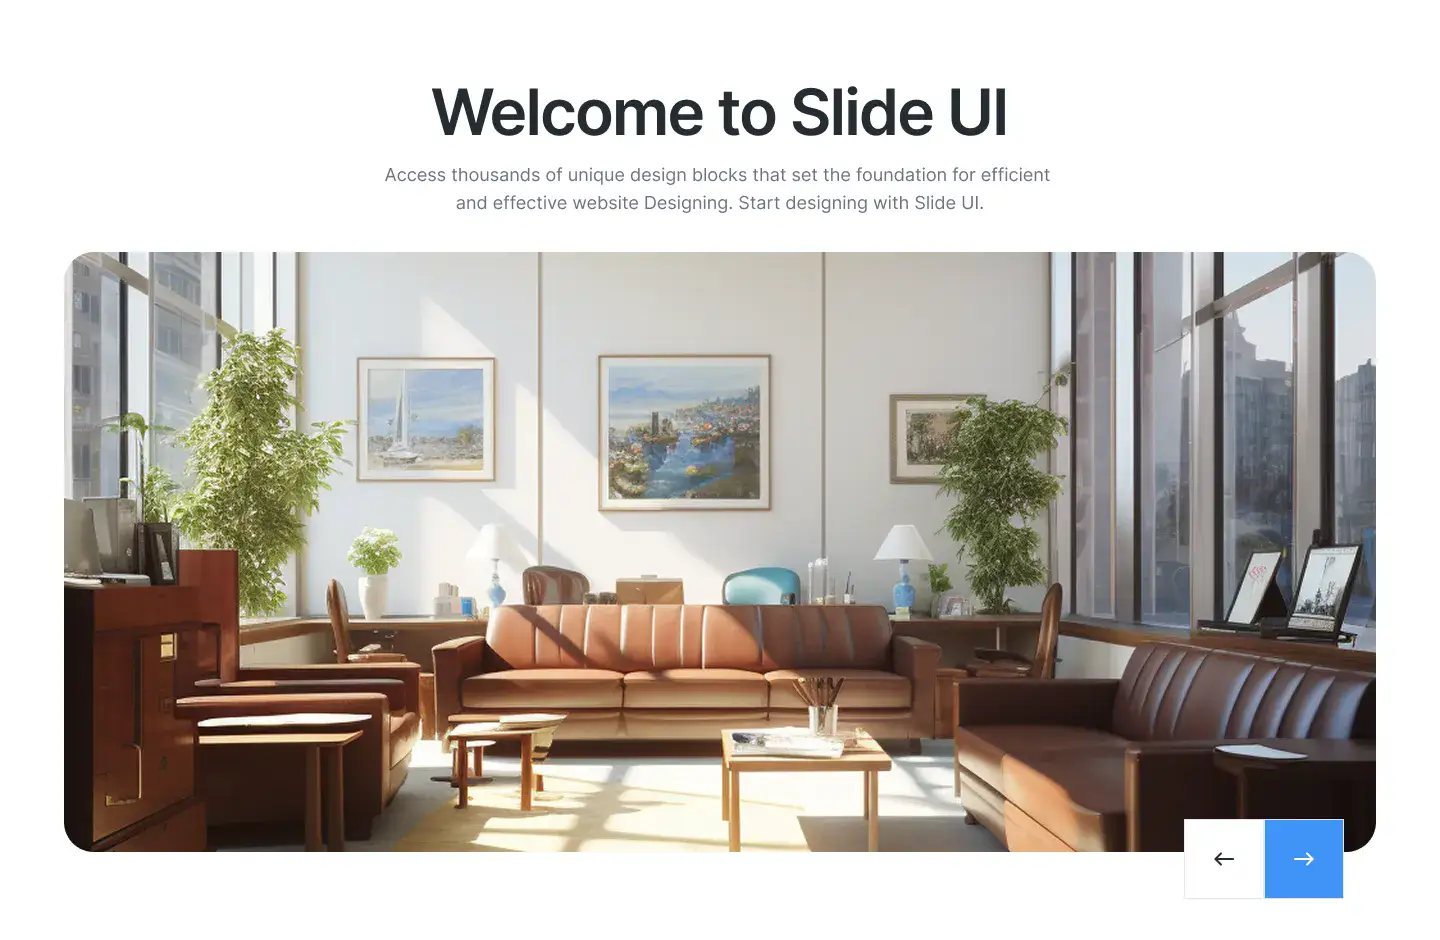 Welcome to Slide UI
Access thousands of unique design blocks that set the foundation for efficient
and effective website Designing. Start designing with Slide UI.